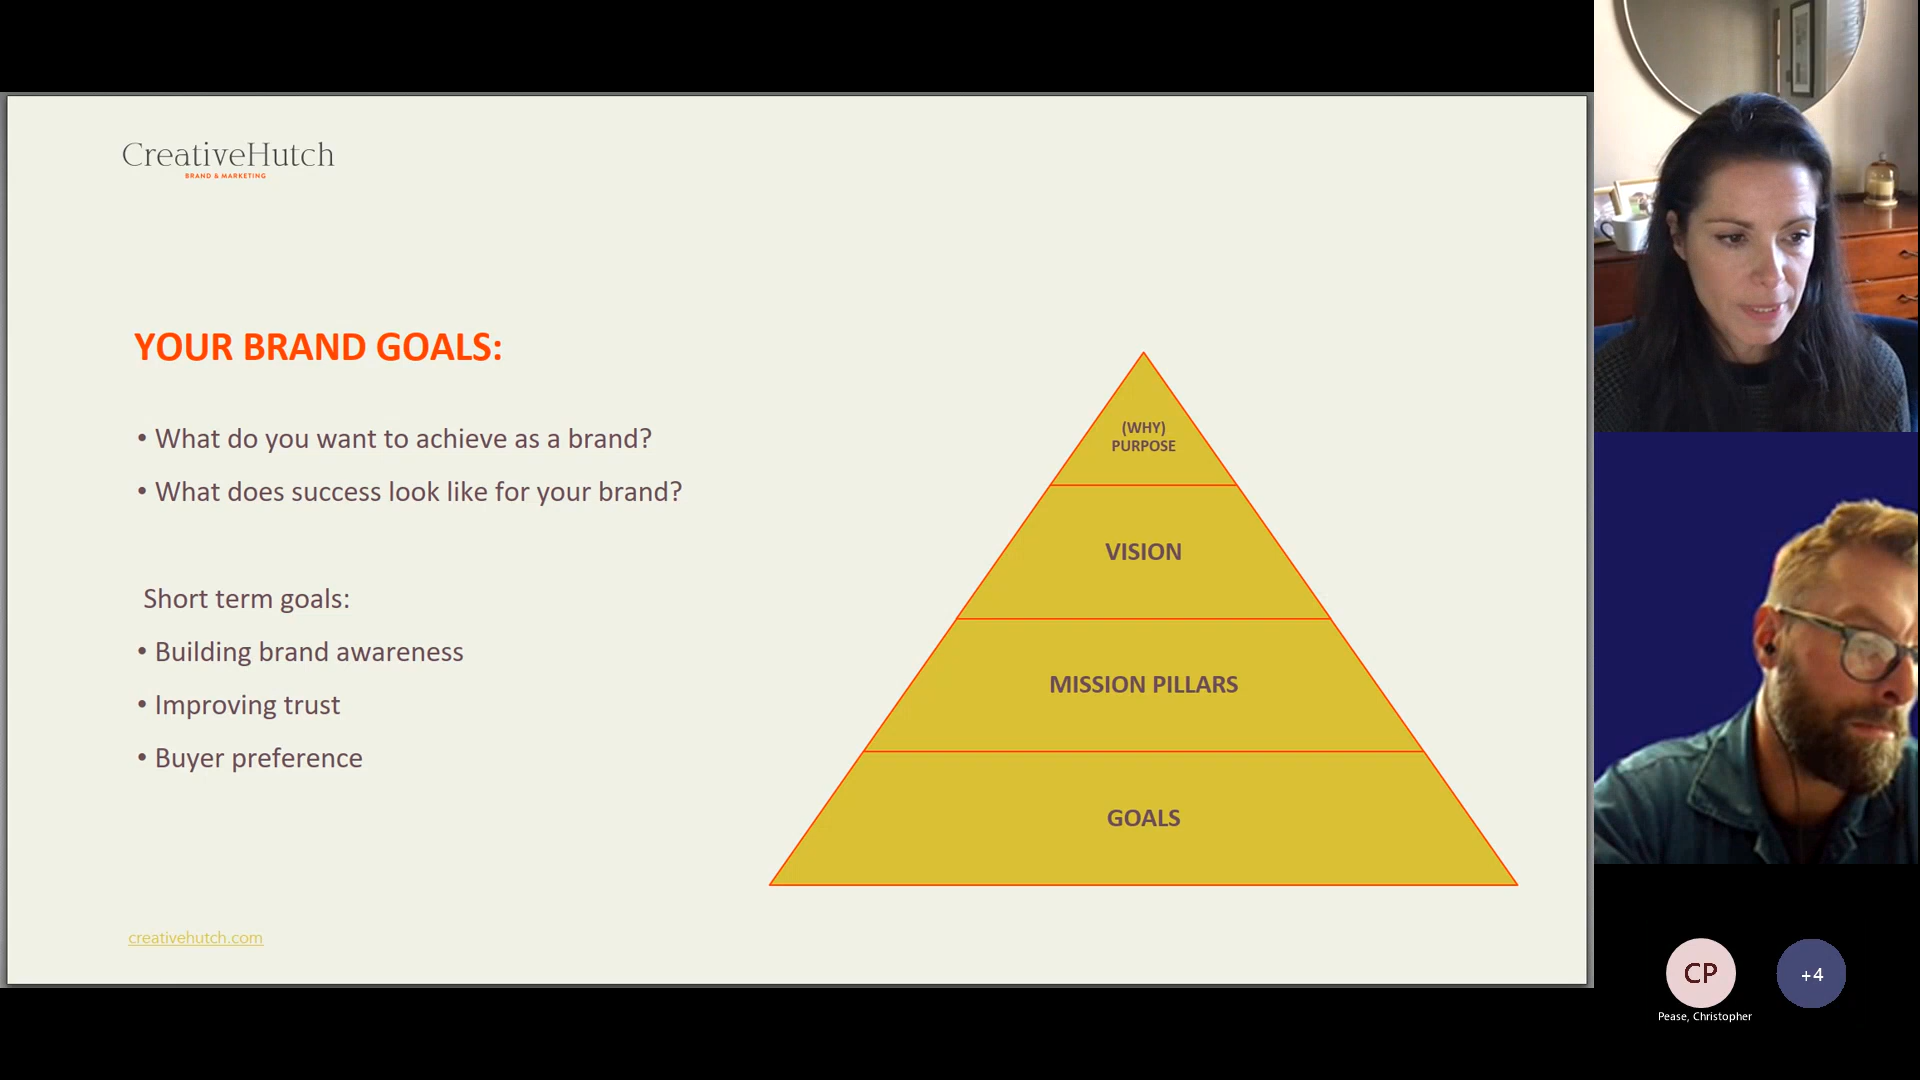 CreativeHutch
BRAND & MARKETING
YOUR BRAND GOALS:
• What do you want to achieve as a brand?
• What does success look like for your brand?
Short term goals:
• Building brand awareness
• Improving trust
• Buyer preference
(WHY)
PURPOSE
VISION
MISSION PILLARS
GOALS
creativehutch.com
CP
+4
Pease, Christopher